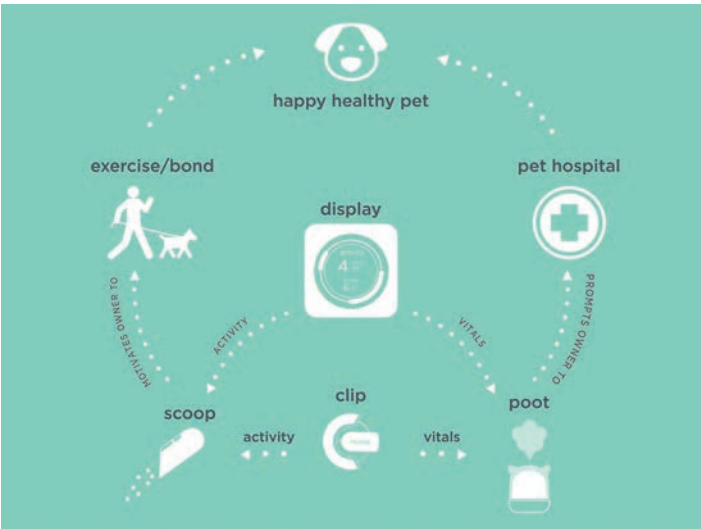 happy healthy pet
exercise/bond
pet hospital
display
4
MOTIVATES OWNER TO
ACTIVITY
VITALS
PROMPTS OWNER TO
clip
poot
scoop
activity
vitals